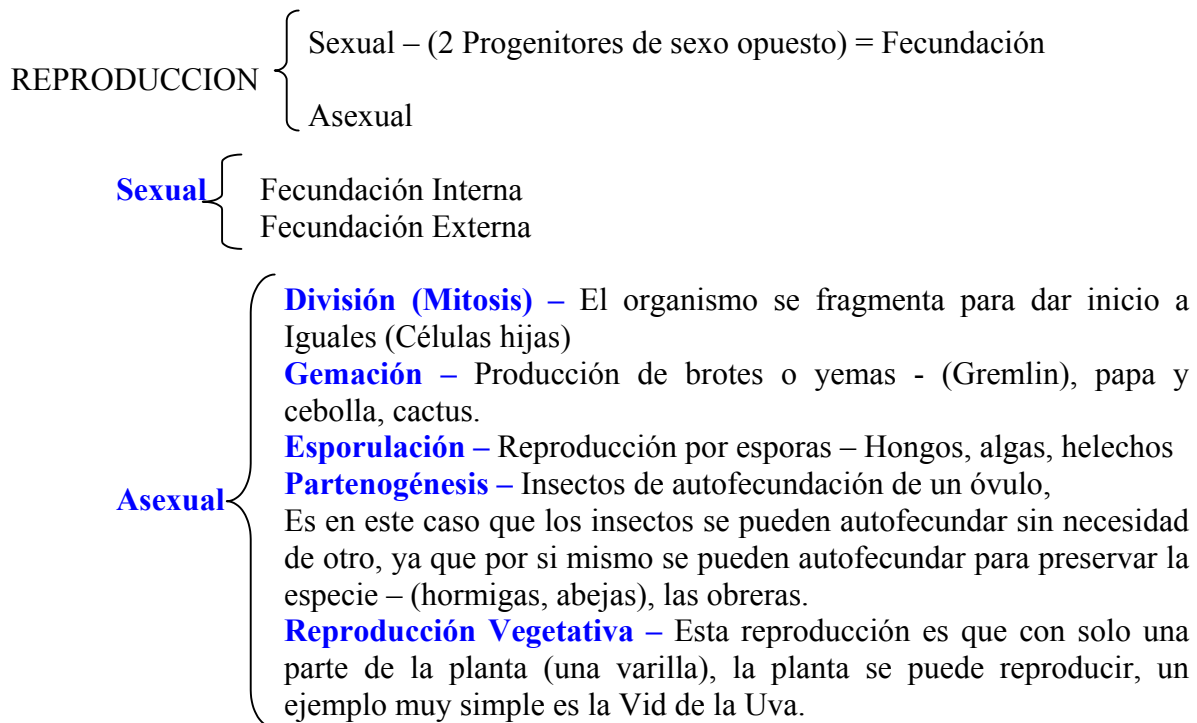 Sexual – (2 Progenitores de sexo opuesto) = Fecundación
REPRODUCCION
Asexual
Sexual
Fecundación Interna
Fecundación Externa
División (Mitosis) – El organismo se fragmenta para dar inicio a
Iguales (Células hijas)
Gemación – Producción de brotes o yemas - (Gremlin), papa y
cebolla, cactus.
Esporulación – Reproducción por esporas – Hongos, algas, helechos
Partenogénesis – Insectos de autofecundación de un óvulo,
Asexual
Es en este caso que los insectos se pueden autofecundar sin necesidad
de otro, ya que por si mismo se pueden autofecundar para preservar la
especie – (hormigas, abejas), las obreras.
Reproducción Vegetativa – Esta reproducción es que con solo una
parte de la planta (una varilla), la planta se puede reproducir, un
ejemplo muy simple es la Vid de la Uva.